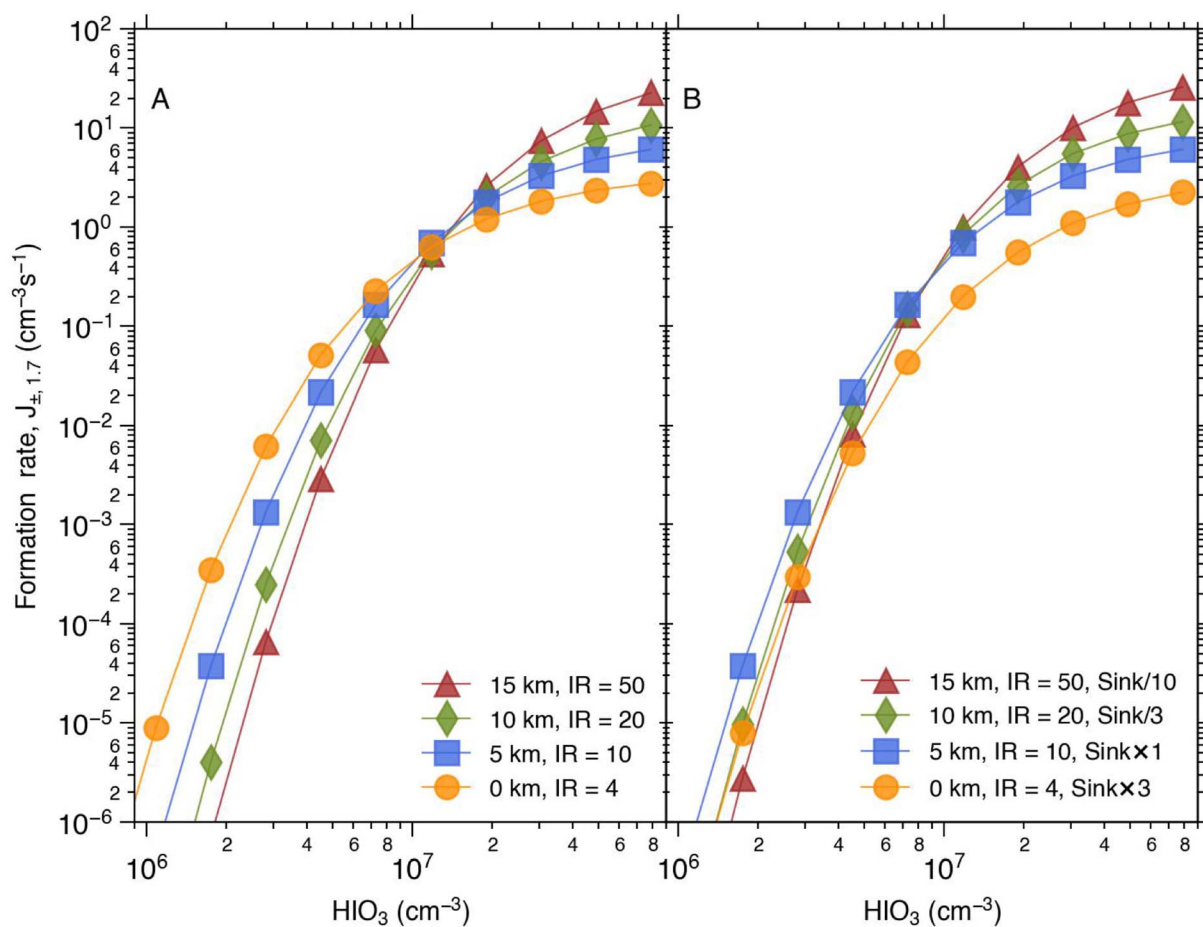 Formation rate, J±,1.7 (cm⁻³s⁻¹)
10²
6
4
2
10¹
6
4
2
10⁰
6
4
2
10⁻¹
6
4
2
10⁻²
6
4
2
10⁻³
6
4
2
10⁻⁴
6
4
2
10⁻⁵
6
4
2
10⁻⁶
A
15 km, IR = 50
10 km, IR = 20
5 km, IR = 10
0 km, IR = 4
10⁶ 2 4 6 8 10⁷ 2 4 6 8
HIO₃ (cm⁻³)
B
15 km, IR = 50, Sink/10
10 km, IR = 20, Sink/3
5 km, IR = 10, Sink×1
0 km, IR = 4, Sink×3
10⁶ 2 4 6 8 10⁷ 2 4 6 8
HIO₃ (cm⁻³)